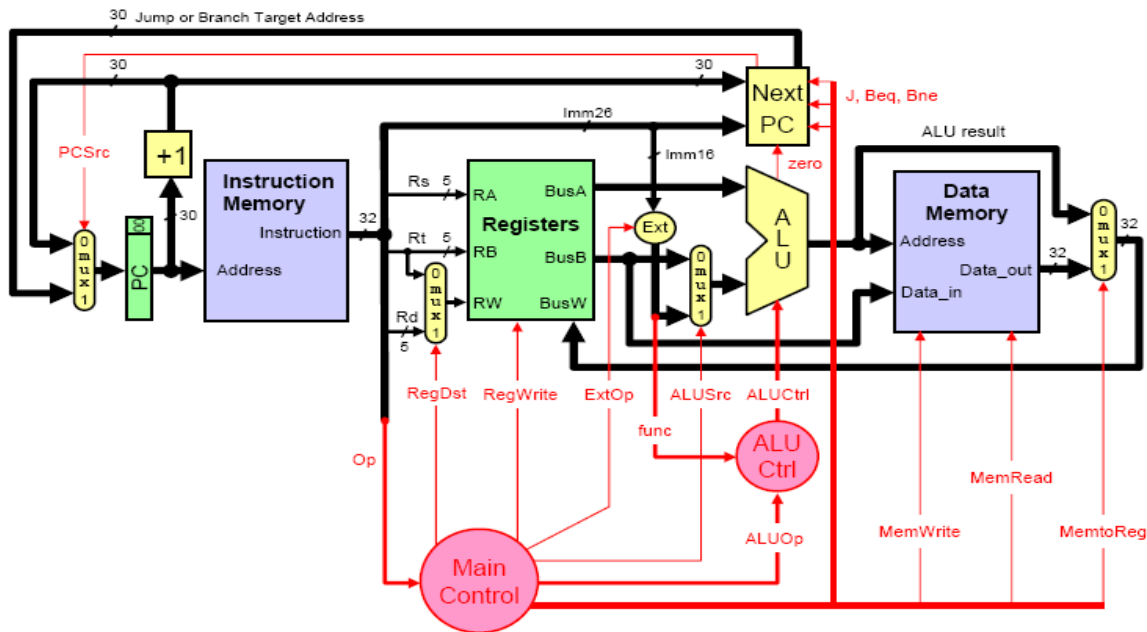 30 Jump or Branch Target Address
30
30
Next
PC
J, Beq, Bne
Imm26
Imm16
zero
ALU result
PCSrc
+1
30
Instruction
Memory
Instruction
Address
32
Rs 5 RA
BusA
Registers
Rt 5 RB
BusB
RW
BusW
Rd
5
Ext
A
L
U
Data
Memory
Address
Data_out
Data_in
32
32
0
m
u
x
1
PC
00
0
m
u
x
1
0
m
u
x
1
0
m
u
x
1
RegDst
RegWrite
ExtOp
ALUSrc
ALUCtrl
func
ALU
Ctrl
Op
MemRead
MemWrite
MemtoReg
ALUOp
Main
Control